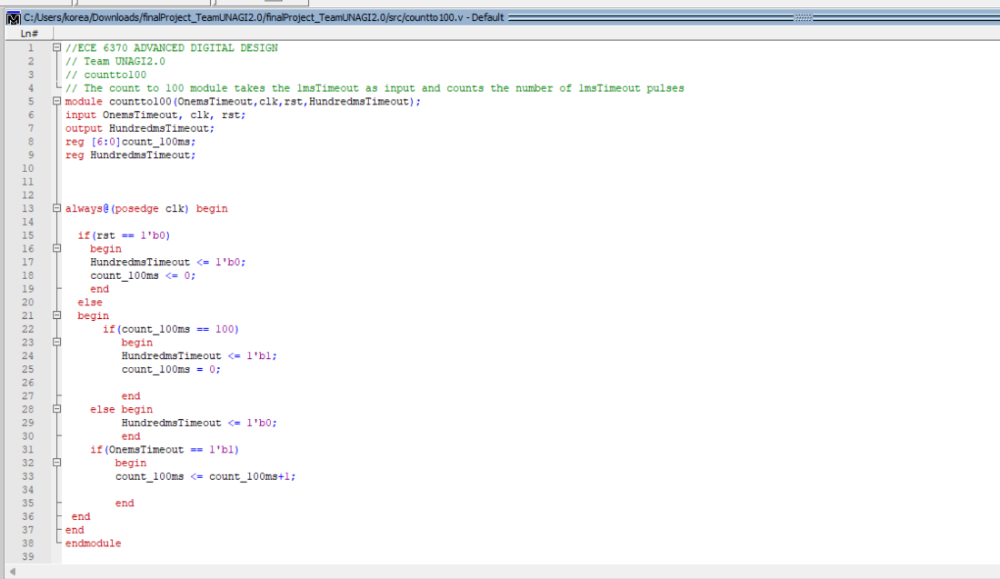 C:/Users/korea/Downloads/finalProject_TeamUNAGI2.0/finalProject_TeamUNAGI2.0/src/countto100.v - Default
Ln#
1 //ECE 6370 ADVANCED DIGITAL DESIGN
2 // Team UNAGI2.0
3 // countto100
4 // The count to 100 module takes the 1msTimeout as input and counts the number of 1msTimeout pulses
5 module countto100(OnemsTimeout,clk,rst,HundredmsTimeout);
6 input OnemsTimeout, clk, rst;
7 output HundredmsTimeout;
8 reg [6:0]count_100ms;
9 reg HundredmsTimeout;
10
11
12
13 always@(posedge clk) begin
14
15 if(rst == 1'b0)
16 begin
17 HundredmsTimeout <= 1'b0;
18 count_100ms <= 0;
19 end
20 else
21 begin
22 if(count_100ms == 100)
23 begin
24 HundredmsTimeout <= 1'b1;
25 count_100ms = 0;
26
27 end
28 else begin
29 HundredmsTimeout <= 1'b0;
30 end
31 if(OnemsTimeout == 1'b1)
32 begin
33 count_100ms <= count_100ms+1;
34
35 end
36 end
37 end
38 endmodule
39